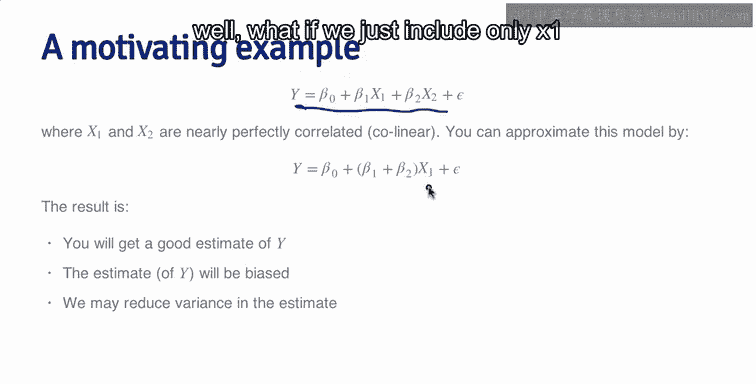 well, what if we just include only x1
A motivating example
Y = β₀ + β₁X₁ + β₂X₂ + ϵ
where X₁ and X₂ are nearly perfectly correlated (co-linear). You can approximate this model by:
Y = β₀ + (β₁ + β₂)X₁ + ϵ
The result is:
· You will get a good estimate of Y
· The estimate (of Y) will be biased
· We may reduce variance in the estimate